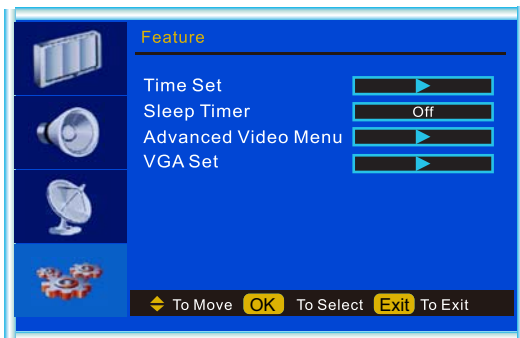 Feature
Time Set
Sleep Timer Off
Advanced Video Menu
VGA Set
To Move OK To Select Exit To Exit